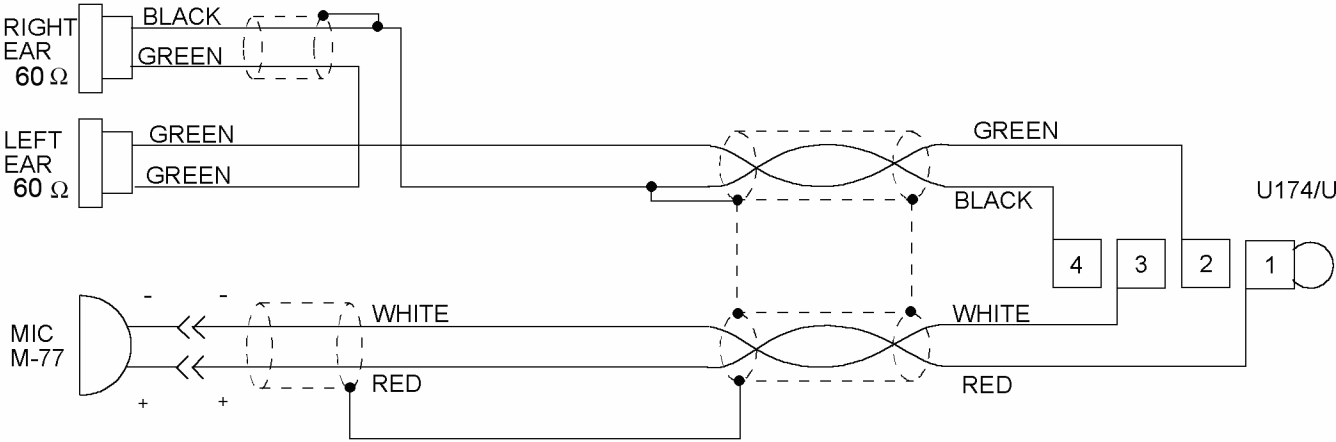 RIGHT
EAR
60 Ω
BLACK
GREEN
LEFT
EAR
60 Ω
GREEN
GREEN
GREEN
BLACK
U174/U
4
3
2
1
MIC
M-77
-
-
+
+
WHITE
RED
WHITE
RED